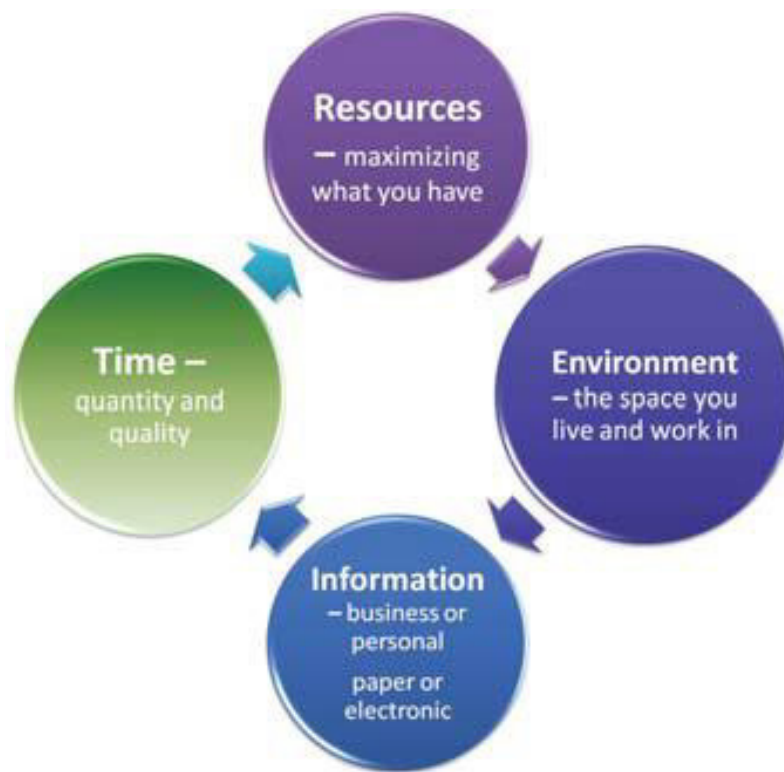 Resources
– maximizing
what you have
Environment
– the space you
live and work in
Information
– business or
personal
paper or
electronic
Time –
quantity and
quality